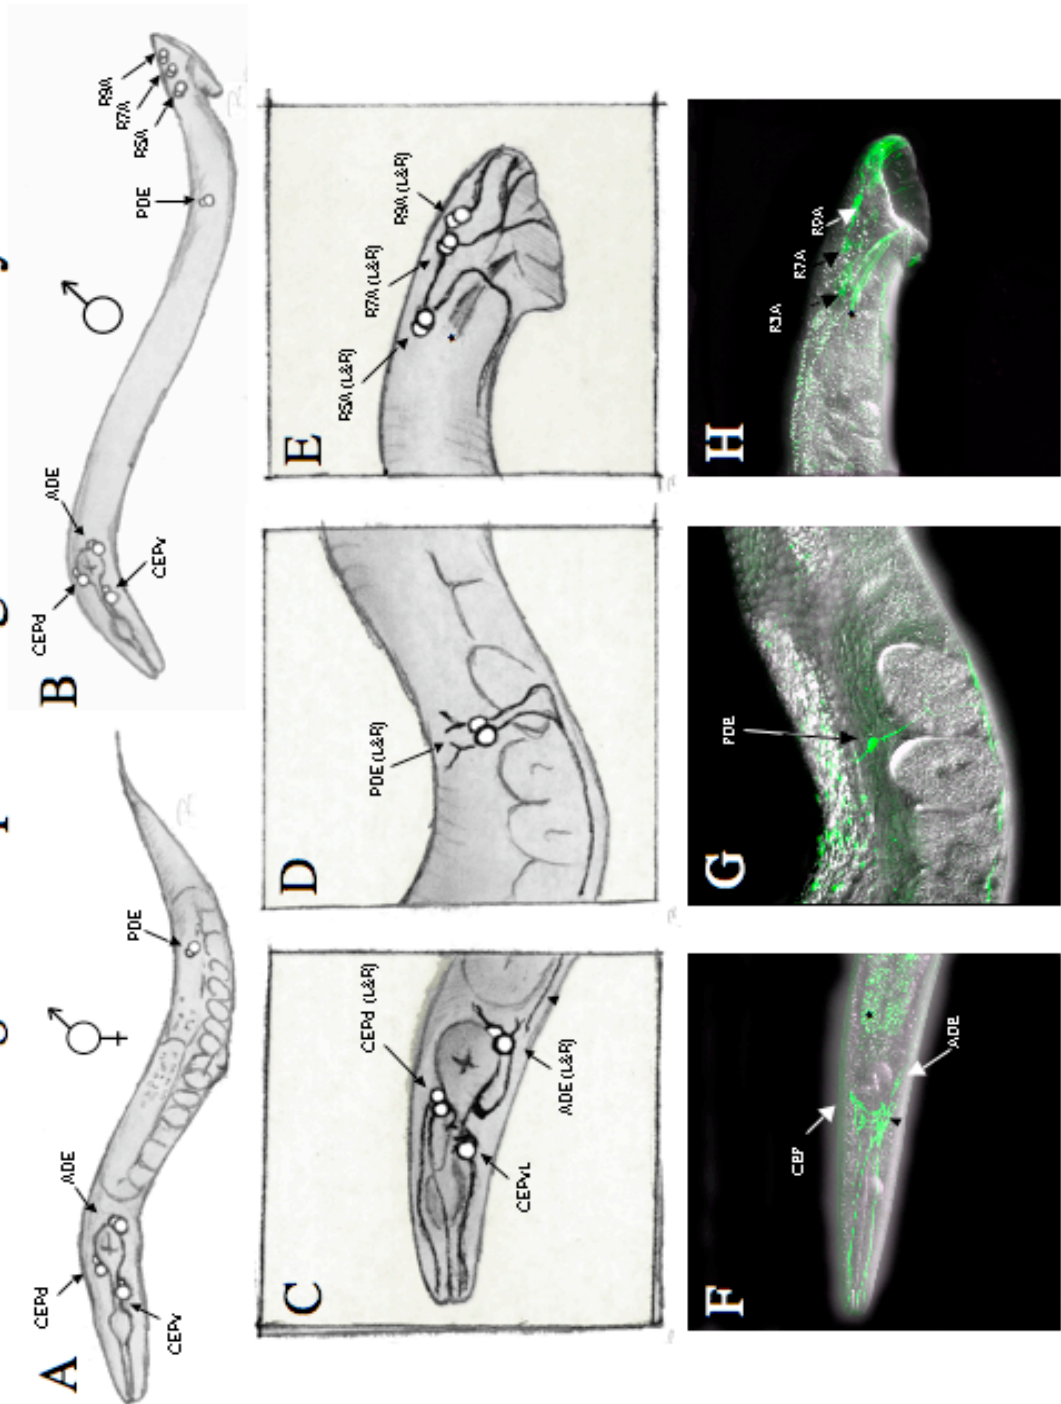 A
CEPd
ADE
CEPv
PDE
B
CEPd
ADE
CEPv
PDE
R5A
R7A
R9A
C
CEPd (L&R)
CEPvL
ADE (L&R)
D
PDE (L&R)
E
R5A (L&R)
R7A (L&R)
R9A (L&R)
F
CEP
ADE
G
PDE
H
R5A
R7A
R9A